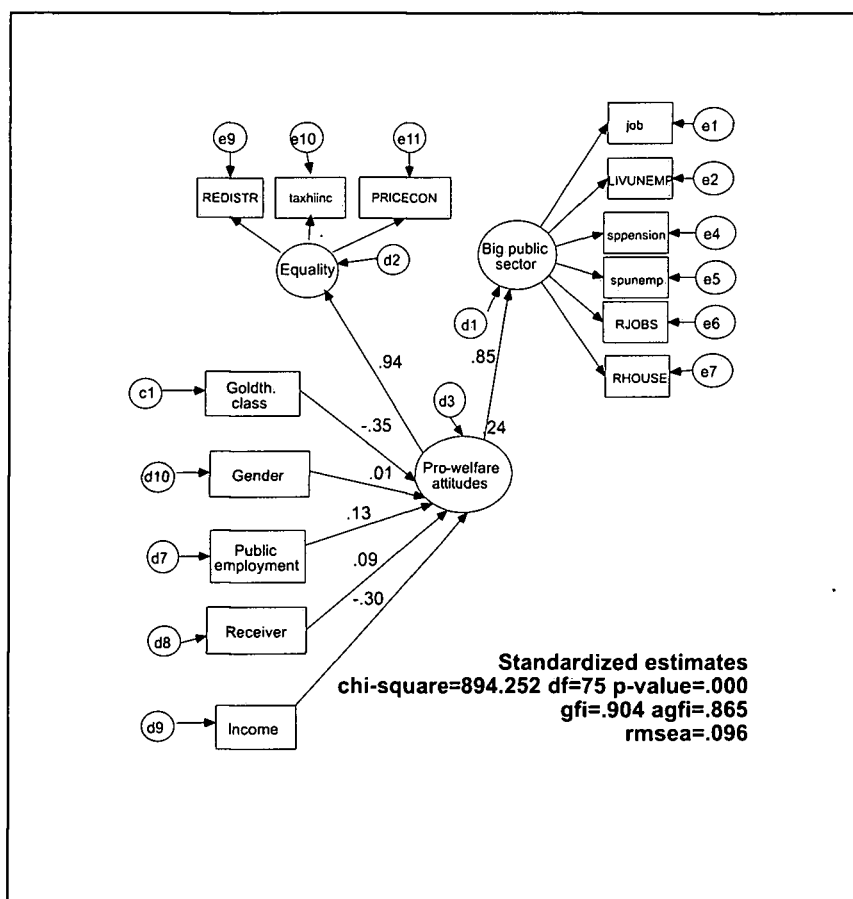 e9
e10
e11
REDISTR
taxhiinc
PRICECON
Equality
d2
job
e1
LIVUNEMP
e2
sppension
e4
spunemp
e5
RJOBS
e6
RHOUSE
e7
Big public
sector
d1
.94
.85
d3
.24
Pro-welfare
attitudes
c1
Goldth.
class
-.35
d10
Gender
.01
d7
Public
employment
.13
d8
Receiver
.09
d9
Income
-.30
Standardized estimates
chi-square=894.252 df=75 p-value=.000
gfi=.904 agfi=.865
rmsea=.096